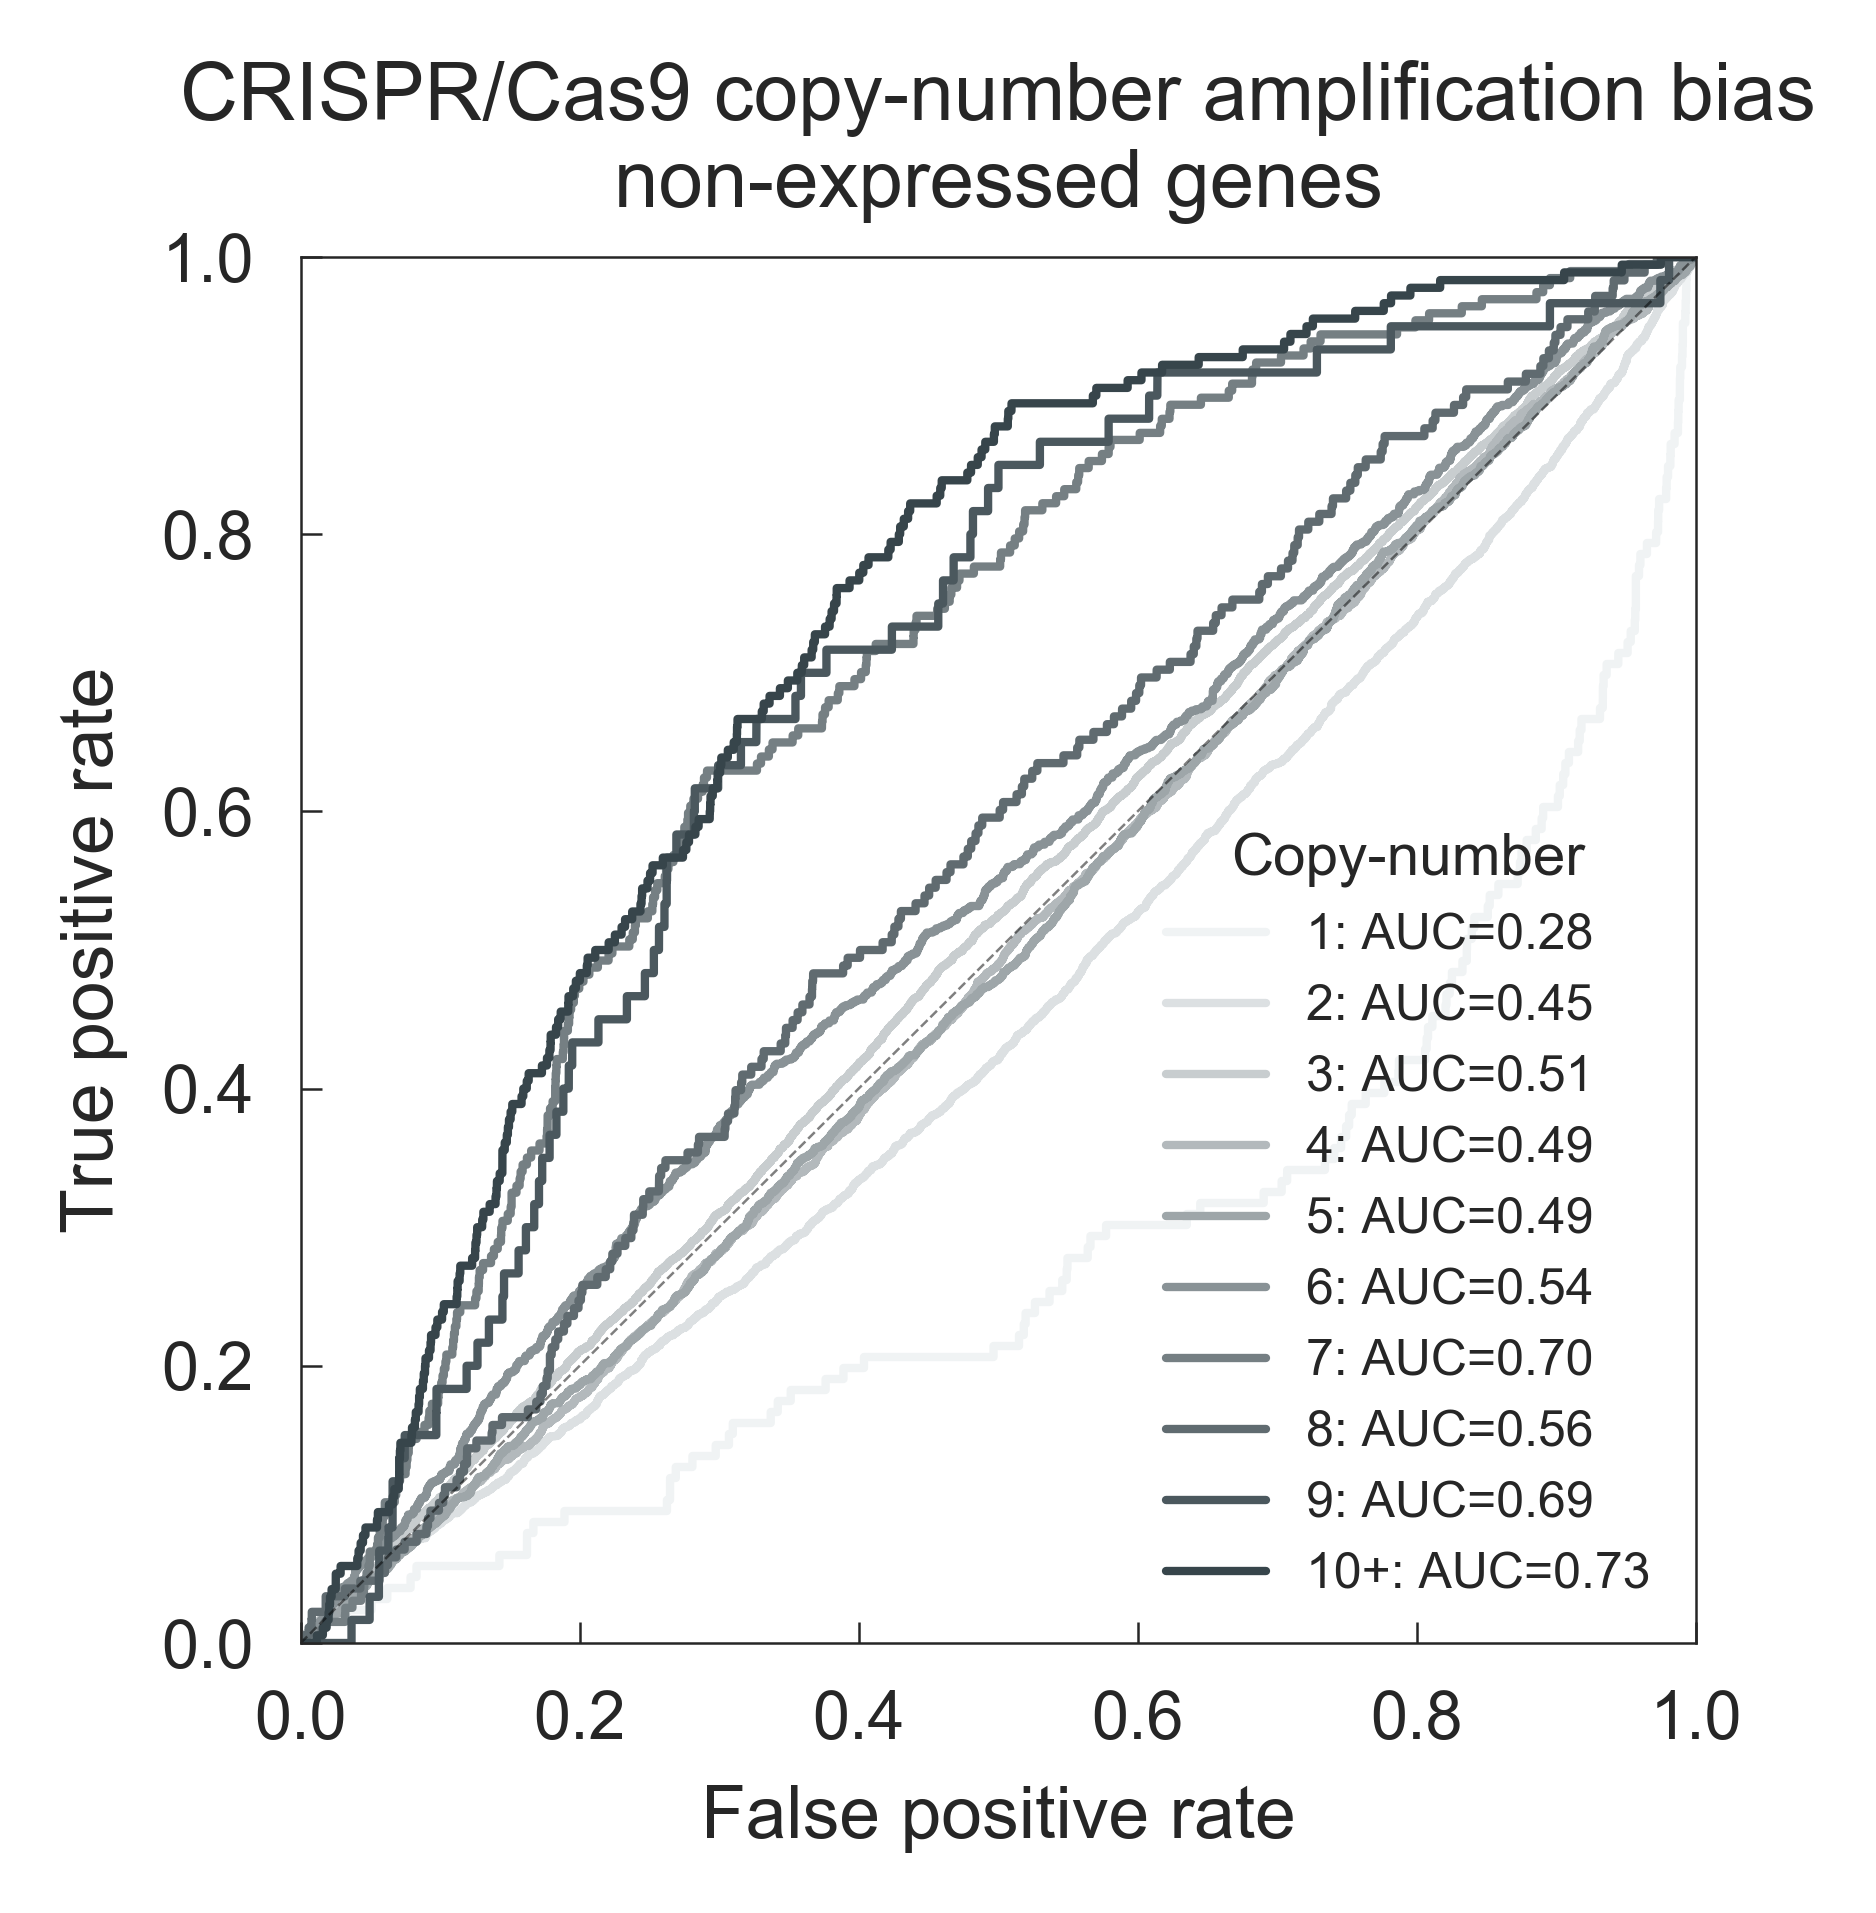 CRISPR/Cas9 copy-number amplification bias
non-expressed genes
True positive rate
1.0
0.8
0.6
0.4
0.2
0.0
Copy-number
1: AUC=0.28
2: AUC=0.45
3: AUC=0.51
4: AUC=0.49
5: AUC=0.49
6: AUC=0.54
7: AUC=0.70
8: AUC=0.56
9: AUC=0.69
10+: AUC=0.73
0.0 0.2 0.4 0.6 0.8 1.0
False positive rate